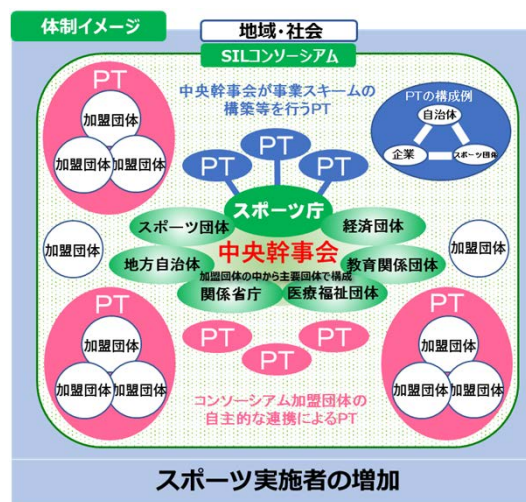 体制イメージ
地域・社会
SILコンソーシアム
PT
加盟団体
加盟団体
加盟団体
中央幹事会が事業スキームの
構築等を行うPT
PTの構成例
自治体
企業
スポーツ団体
PT
PT
PT
スポーツ庁
スポーツ団体
経済団体
中央幹事会
地方自治体
教育関係団体
加盟団体の中から主要団体で構成
関係省庁
医療福祉団体
加盟団体
加盟団体
PT
加盟団体
加盟団体
加盟団体
PT
PT
PT
コンソーシアム加盟団体の
自主的な連携によるPT
PT
加盟団体
加盟団体
加盟団体
スポーツ実施者の増加